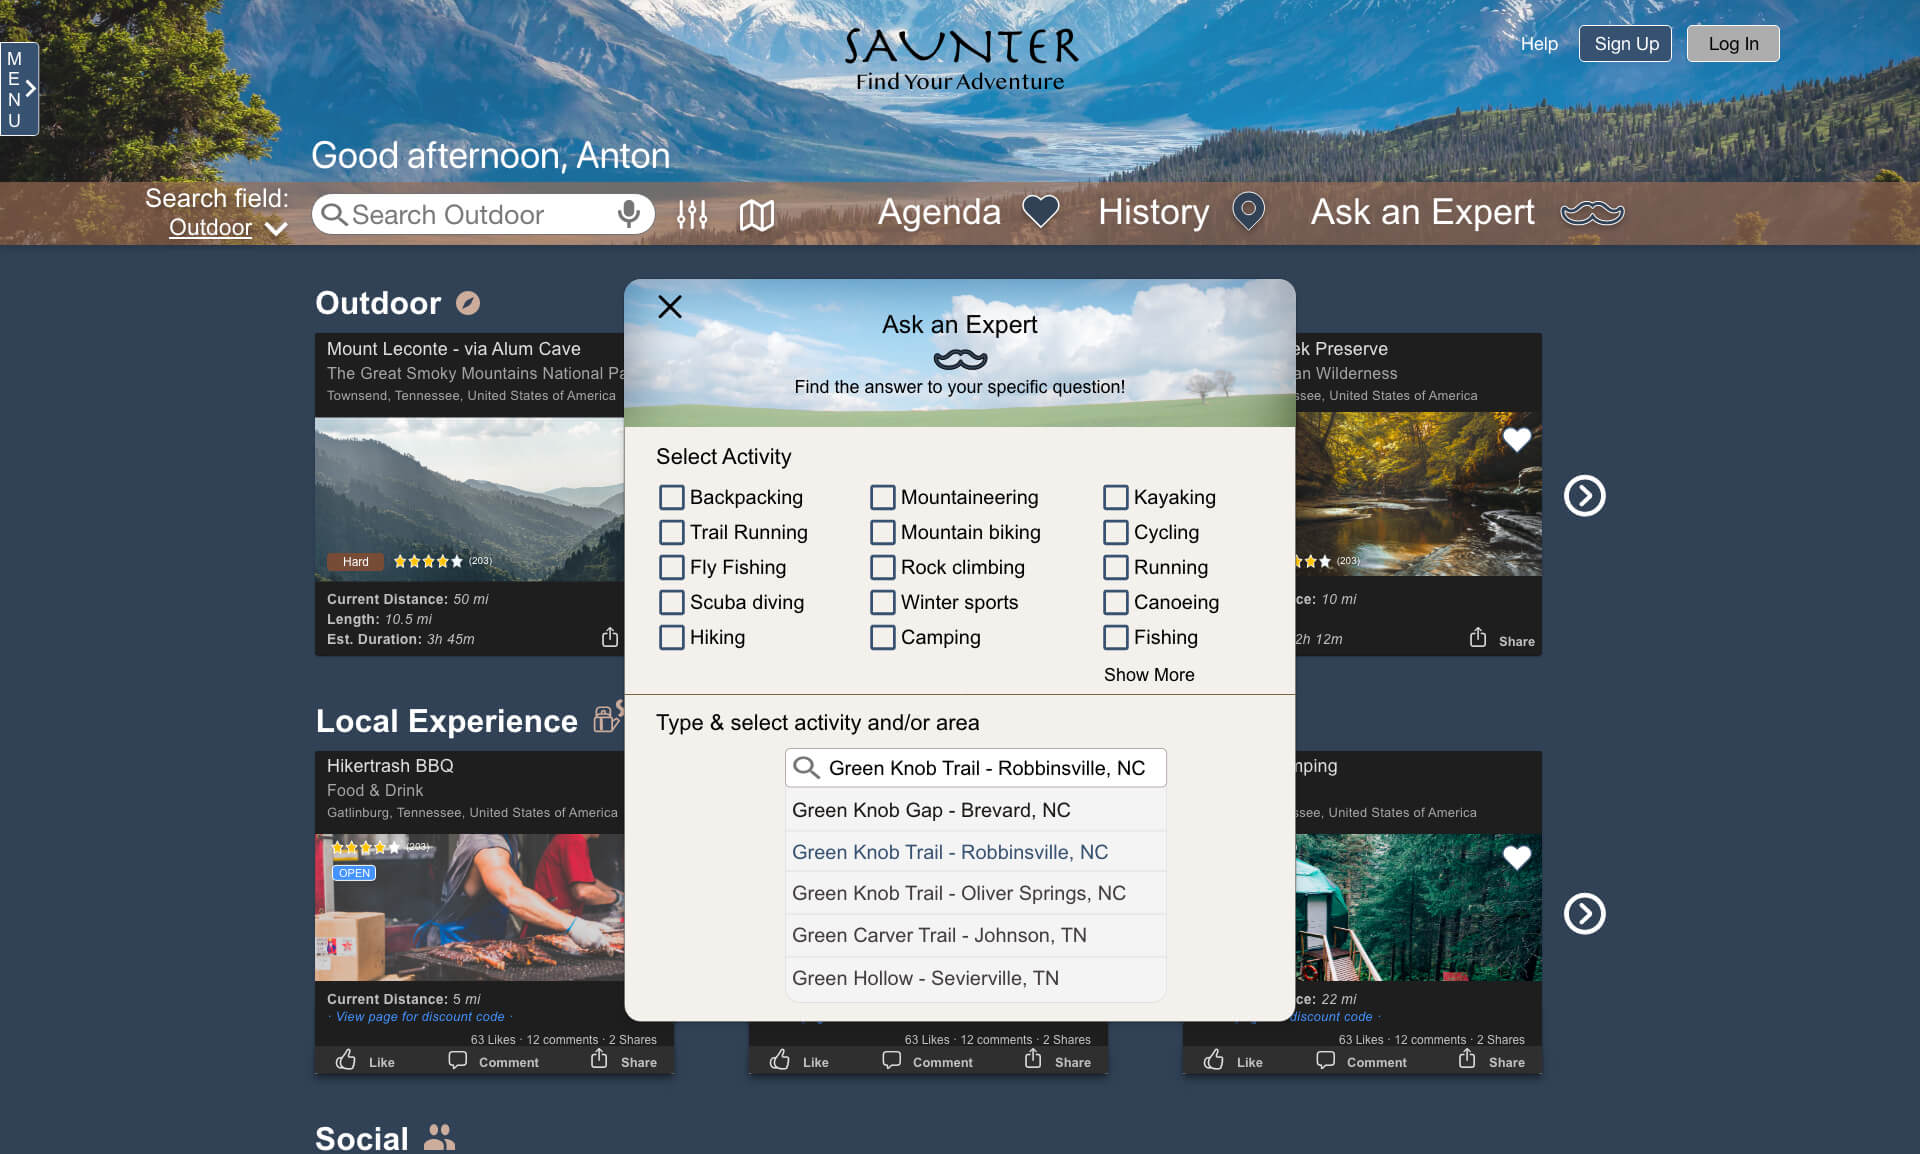 SAUNTER
Find Your Adventure
Help
Sign Up
Log In
MENU
Good afternoon, Anton
Search field:
Outdoor
Search Outdoor
Agenda
History
Ask an Expert
Outdoor
Mount Leconte - via Alum Cave
The Great Smoky Mountains National Pa
Townsend, Tennessee, United States of America
Hard
(203)
Current Distance: 50 mi
Length: 10.5 mi
Est. Duration: 3h 45m
ek Preserve
an Wilderness
ssee, United States of America
(203)
ce: 10 mi
2h 12m
Share
Ask an Expert
Find the answer to your specific question!
Select Activity
Backpacking
Mountaineering
Kayaking
Trail Running
Mountain biking
Cycling
Fly Fishing
Rock climbing
Running
Scuba diving
Winter sports
Canoeing
Hiking
Camping
Fishing
Show More
Type & select activity and/or area
Green Knob Trail - Robbinsville, NC
Green Knob Gap - Brevard, NC
Green Knob Trail - Robbinsville, NC
Green Knob Trail - Oliver Springs, NC
Green Carver Trail - Johnson, TN
Green Hollow - Sevierville, TN
Local Experience
Hikertrash BBQ
Food & Drink
Gatlinburg, Tennessee, United States of America
(203)
OPEN
Current Distance: 5 mi
· View page for discount code ·
63 Likes · 12 comments · 2 Shares
Like
Comment
Share
63 Likes · 12 comments · 2 Shares
Like
Comment
Share
mping
ssee, United States of America
ce: 22 mi
discount code ·
63 Likes · 12 comments · 2 Shares
Like
Comment
Share
Social